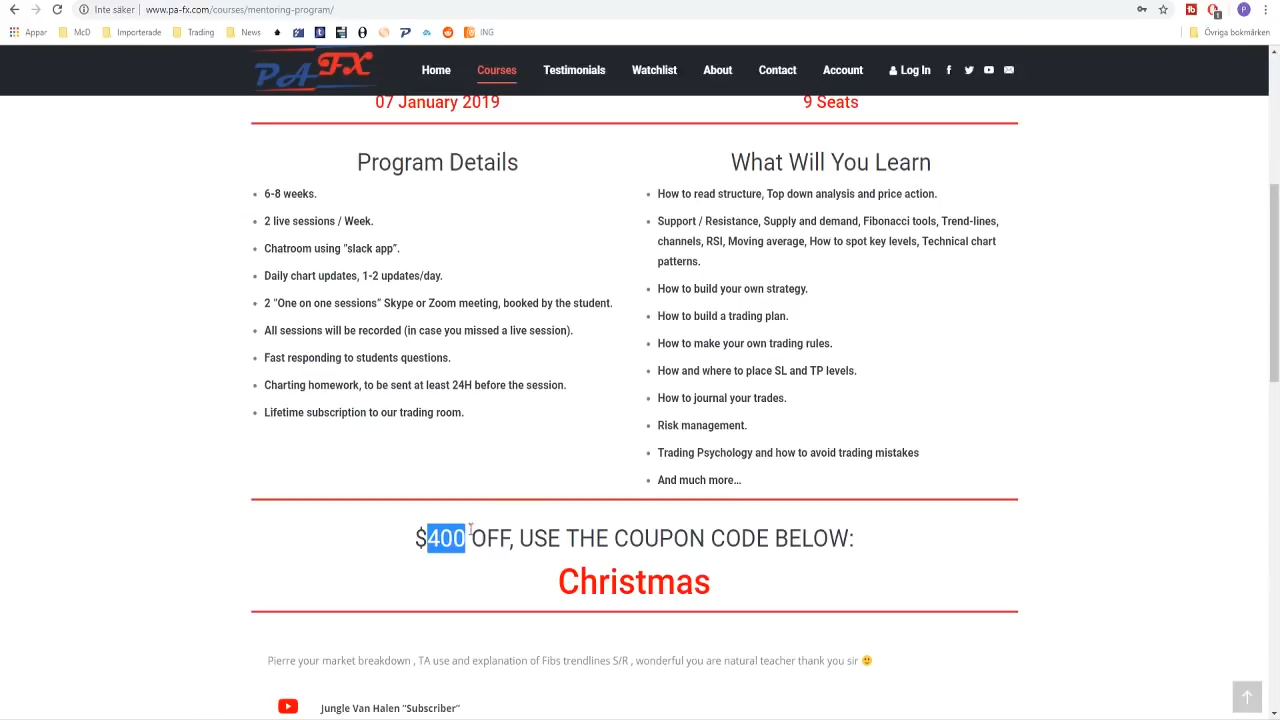 Inte säker | www.pa-fx.com/courses/mentoring-program/
Appar McD Importerade Trading News ING Övriga bokmärken
PAFX Home Courses Testimonials Watchlist About Contact Account Log In
07 January 2019
9 Seats
Program Details
6-8 weeks.
2 live sessions / Week.
Chatroom using "slack app".
Daily chart updates, 1-2 updates/day.
2 "One on one sessions" Skype or Zoom meeting, booked by the student.
All sessions will be recorded (in case you missed a live session).
Fast responding to students questions.
Charting homework, to be sent at least 24H before the session.
Lifetime subscription to our trading room.
What Will You Learn
How to read structure, Top down analysis and price action.
Support / Resistance, Supply and demand, Fibonacci tools, Trend-lines,
channels, RSI, Moving average, How to spot key levels, Technical chart
patterns.
How to build your own strategy.
How to build a trading plan.
How to make your own trading rules.
How and where to place SL and TP levels.
How to journal your trades.
Risk management.
Trading Psychology and how to avoid trading mistakes
And much more...
$400 OFF, USE THE COUPON CODE BELOW:
Christmas
Pierre your market breakdown , TA use and explanation of Fibs trendlines S/R , wonderful you are natural teacher thank you sir 🙂
Jungle Van Halen "Subscriber"